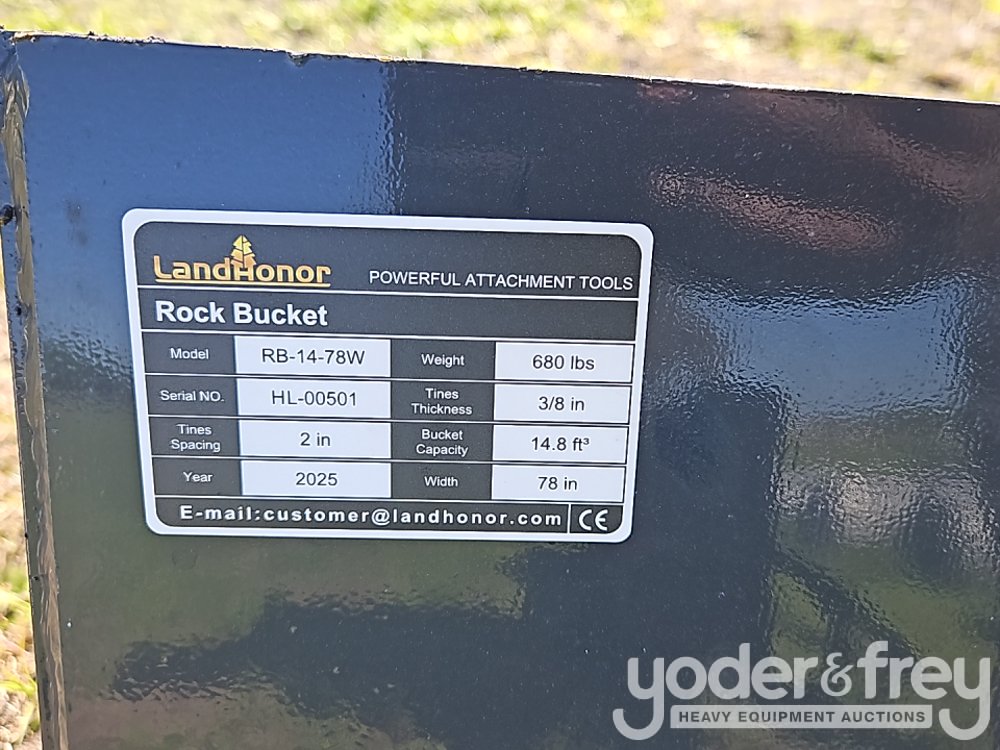 LandHonor POWERFUL ATTACHMENT TOOLS
Rock Bucket
Model RB-14-78W Weight 680 lbs
Serial NO. HL-00501 Tines Thickness 3/8 in
Tines Spacing 2 in Bucket Capacity 14.8 ft³
Year 2025 Width 78 in
E-mail:customer@landhonor.com CE
yoder&frey
HEAVY EQUIPMENT AUCTIONS